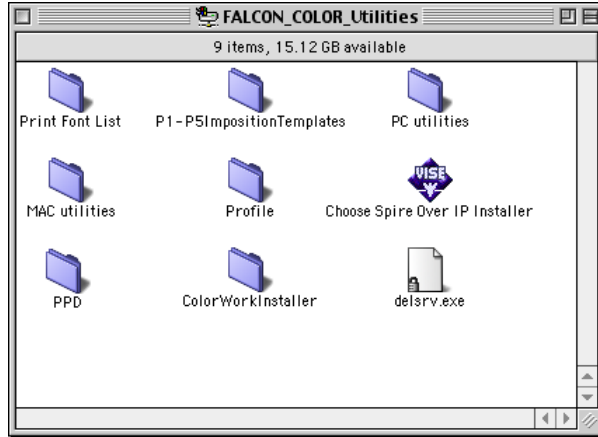 FALCON_COLOR_Utilities
9 items, 15.12 GB available
Print Font List
P1-P5ImpositionTemplates
PC utilities
MAC utilities
Profile
VISE
Choose Spire Over IP Installer
PPD
ColorWorkInstaller
delsrv.exe